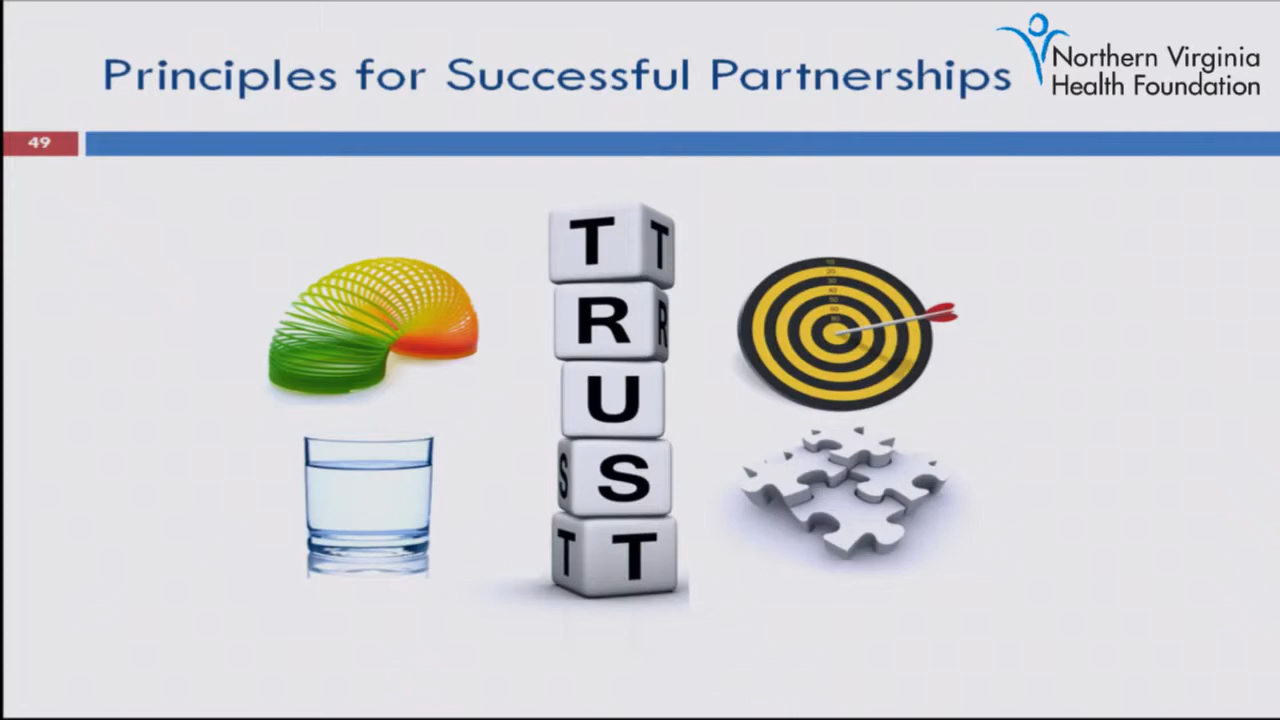 Principles for Successful Partnerships
Northern Virginia
Health Foundation
49
T T
R R
U
S S
T T